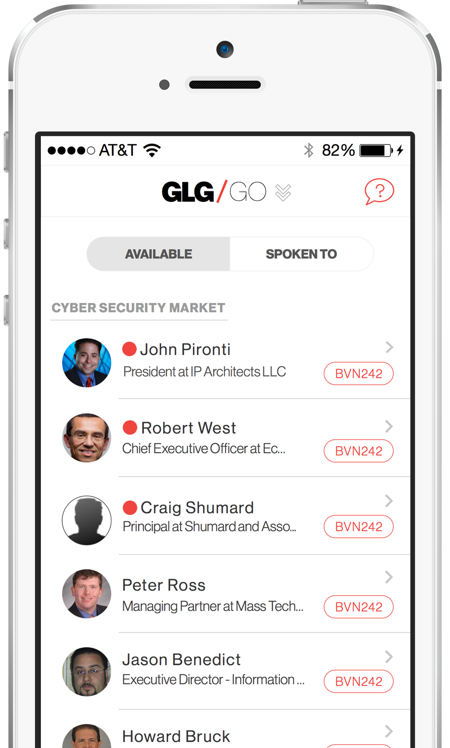 AT&T 82%
GLG/GO ?
AVAILABLE SPOKEN TO
CYBER SECURITY MARKET
John Pironti
President at IP Architects LLC BVN242
Robert West
Chief Executive Officer at Ec... BVN242
Craig Shumard
Principal at Shumard and Asso... BVN242
Peter Ross
Managing Partner at Mass Tech... BVN242
Jason Benedict
Executive Director - Information ... BVN242
Howard Bruck